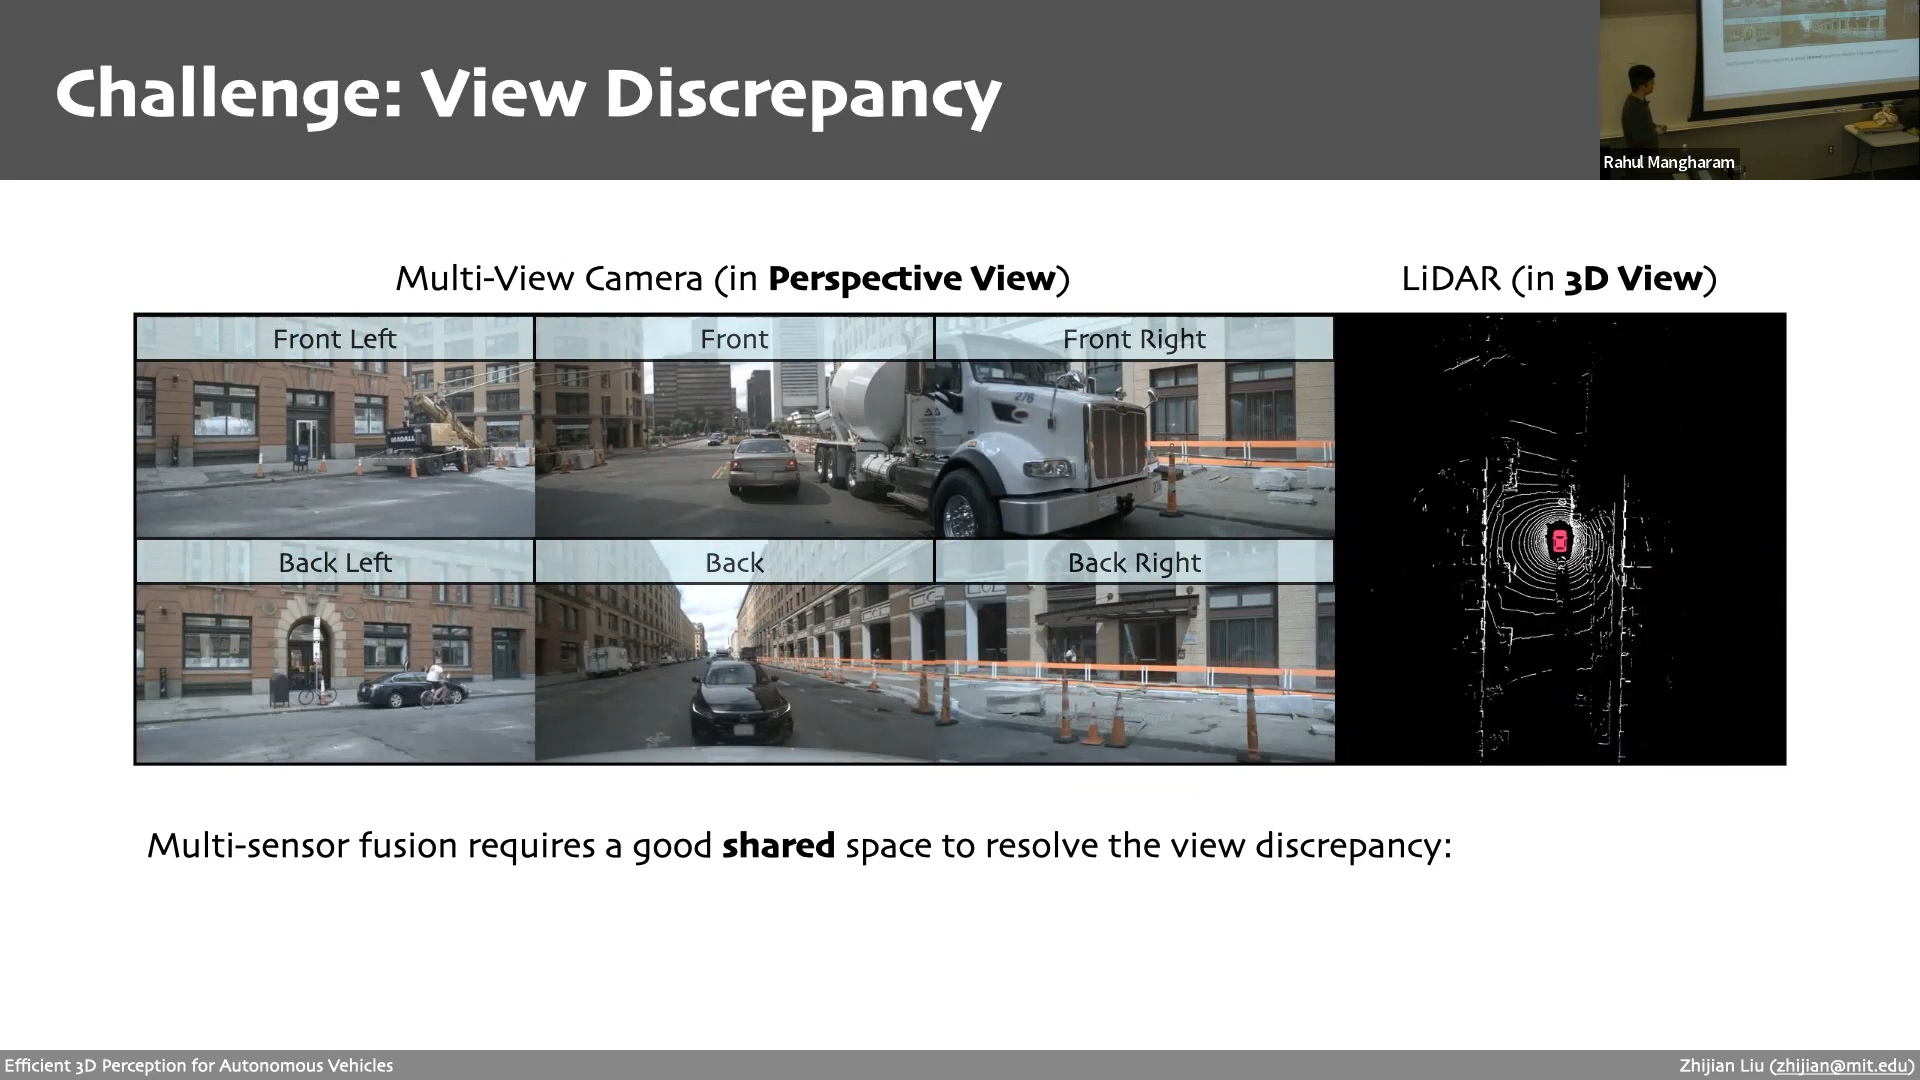 Challenge: View Discrepancy
Rahul Mangharam
Multi-View Camera (in Perspective View)
LiDAR (in 3D View)
Front Left
Front
Front Right
276
MADALL
Back Left
Back
Back Right
Multi-sensor fusion requires a good shared space to resolve the view discrepancy:
Efficient 3D Perception for Autonomous Vehicles
Zhijian Liu (zhijian@mit.edu)